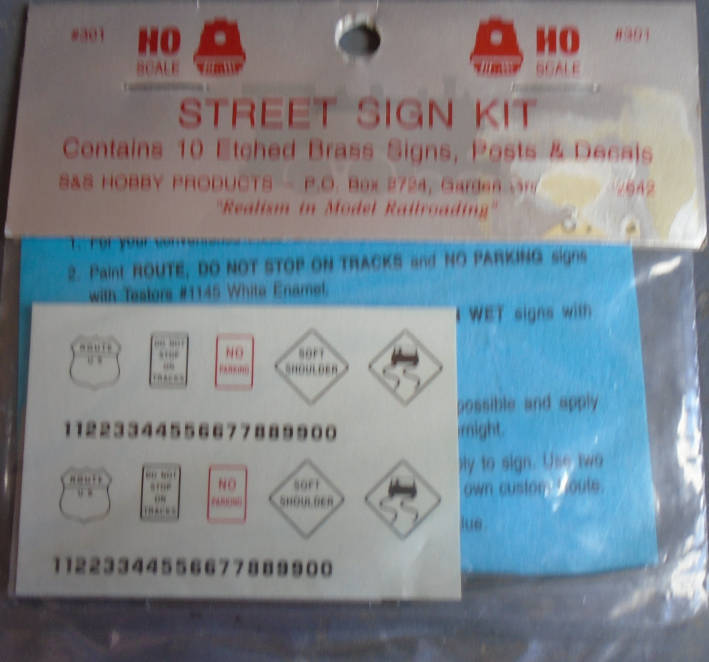 #301 HO SCALE HO SCALE #301
STREET SIGN KIT
Contains 10 Etched Brass Signs, Posts & Decals
S&S HOBBY PRODUCTS P.O. Box 2724, Garden 2642
"Realism in Model Railroading"
1. For your
2. Paint ROUTE, DO NOT STOP ON TRACKS and NO PARKING signs
with Testors #1145 White Enamel.
WET signs with
possible and apply
to sign. Use two
own custom Route.
ROUTE
U S
DO NOT
STOP
ON
TRACKS
NO
PARKING
SOFT
SHOULDER
11223344556677889900
ROUTE
U S
DO NOT
STOP
ON
TRACKS
NO
PARKING
SOFT
SHOULDER
11223344556677889900